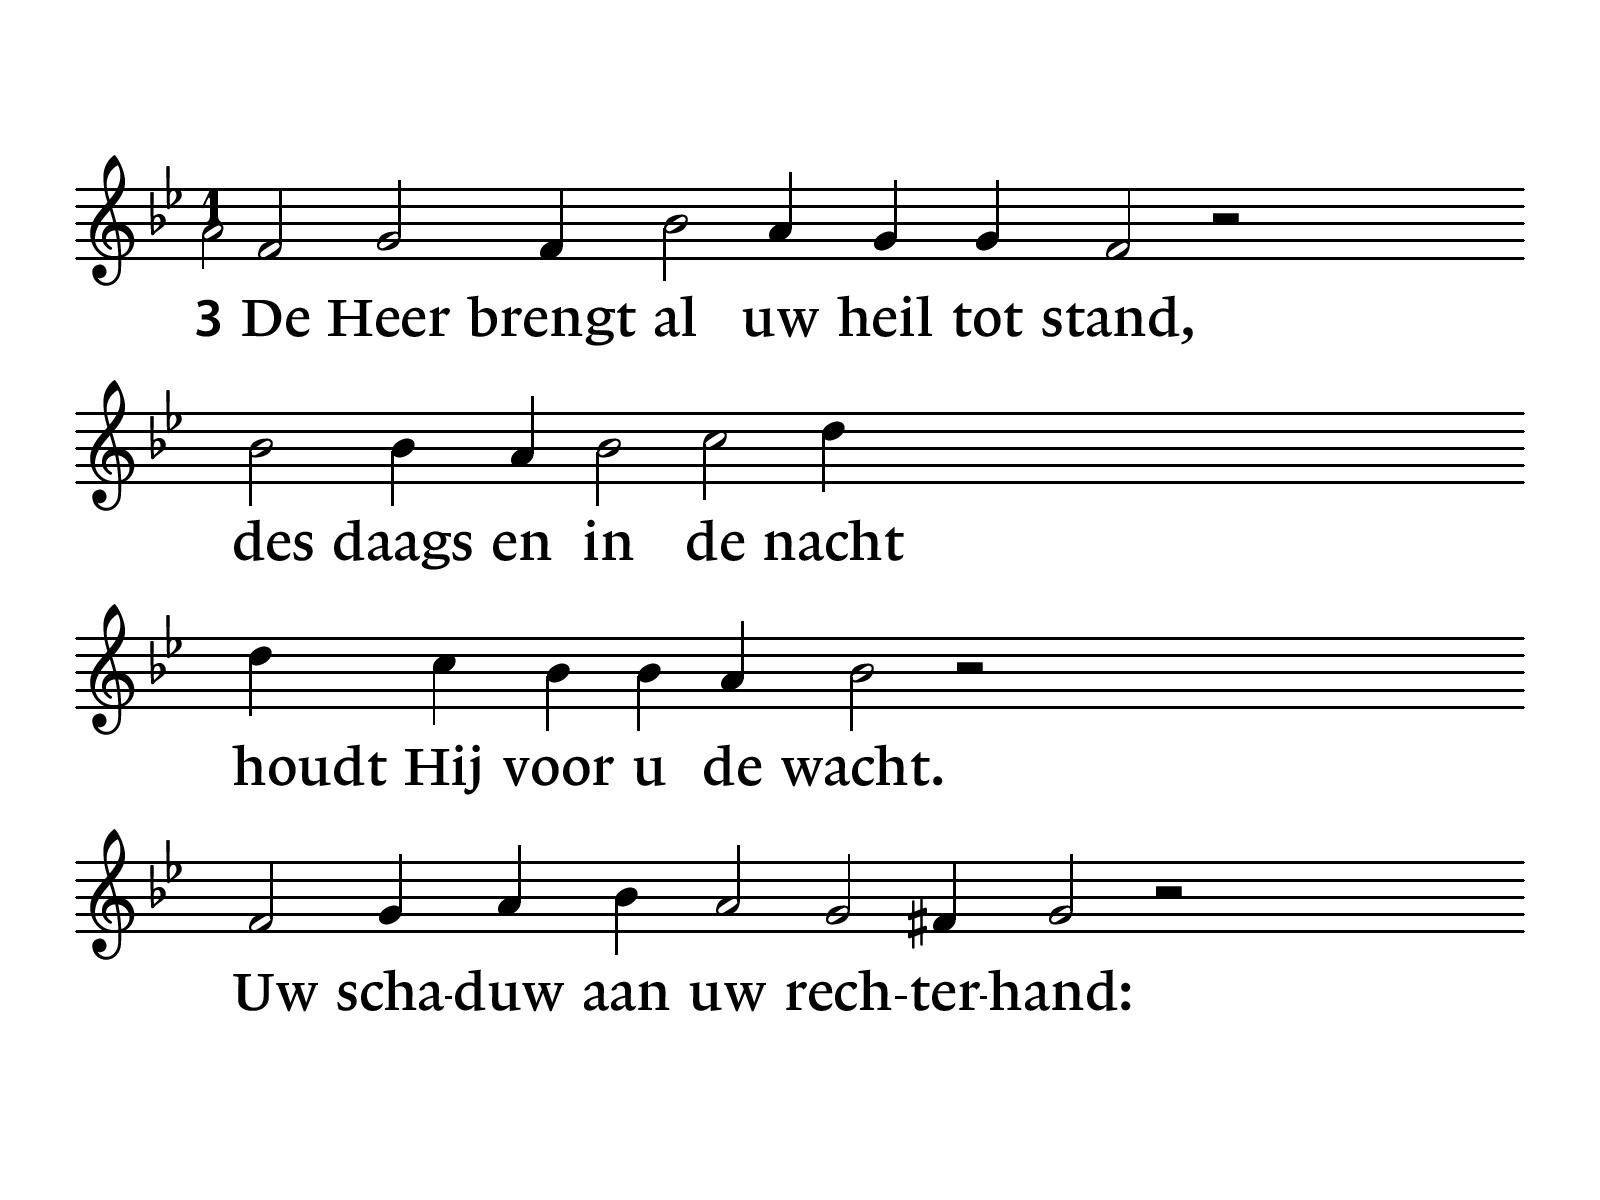 3 De Heer brengt al uw heil tot stand,
des daags en in de nacht
houdt Hij voor u de wacht.
Uw scha-duw aan uw rech-ter-hand: